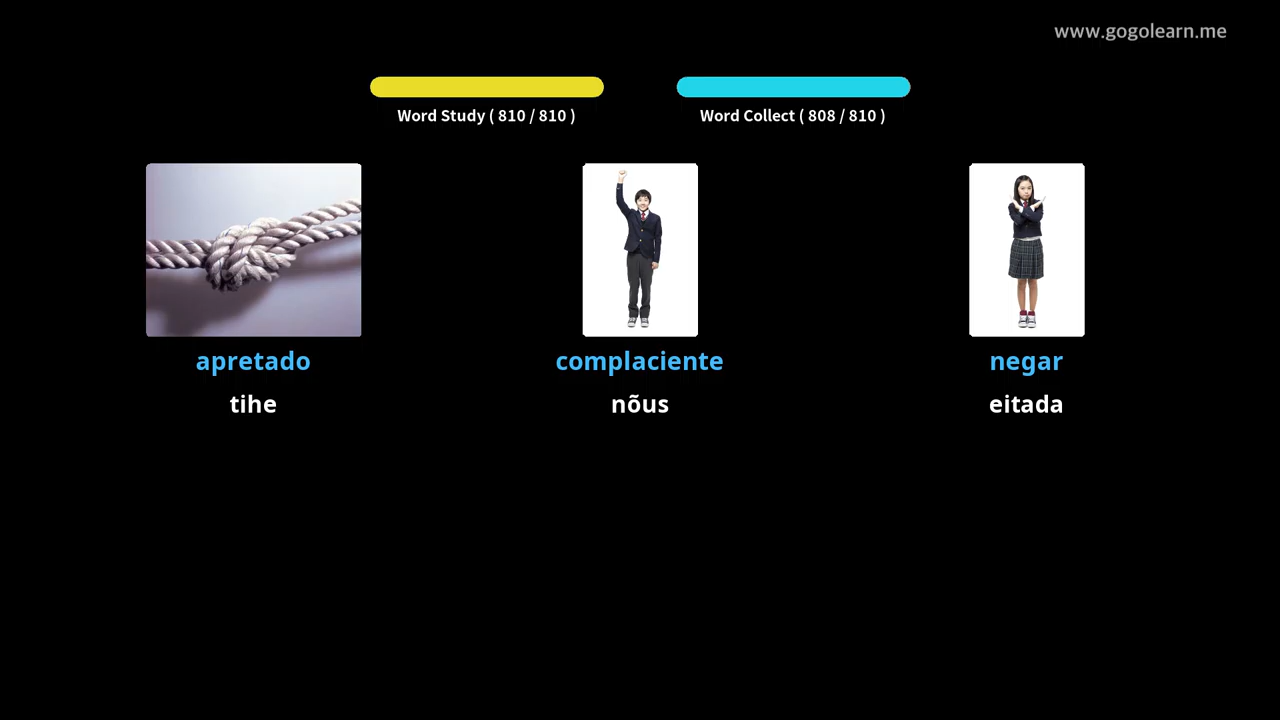 www.gogolearn.me
Word Study ( 810 / 810 )
Word Collect ( 808 / 810 )
apretado
complaciente
negar
tihe
nõus
eitada